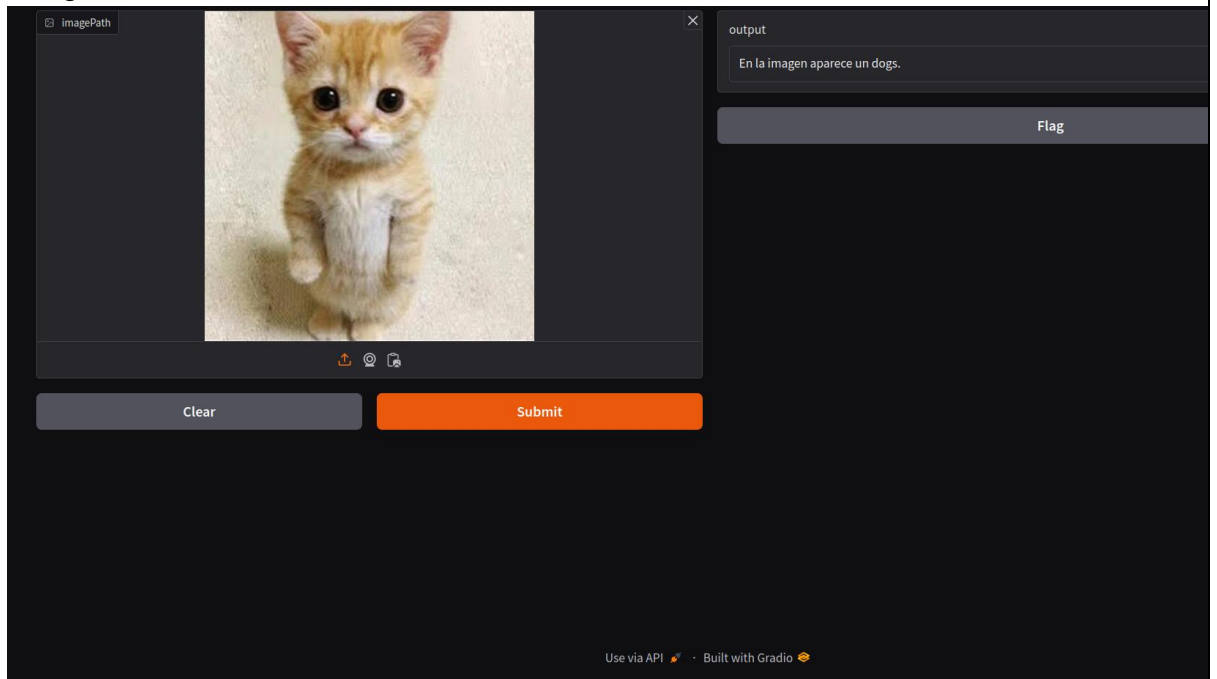 imagePath
output
En la imagen aparece un dogs.
Flag
Clear
Submit
Use via API · Built with Gradio